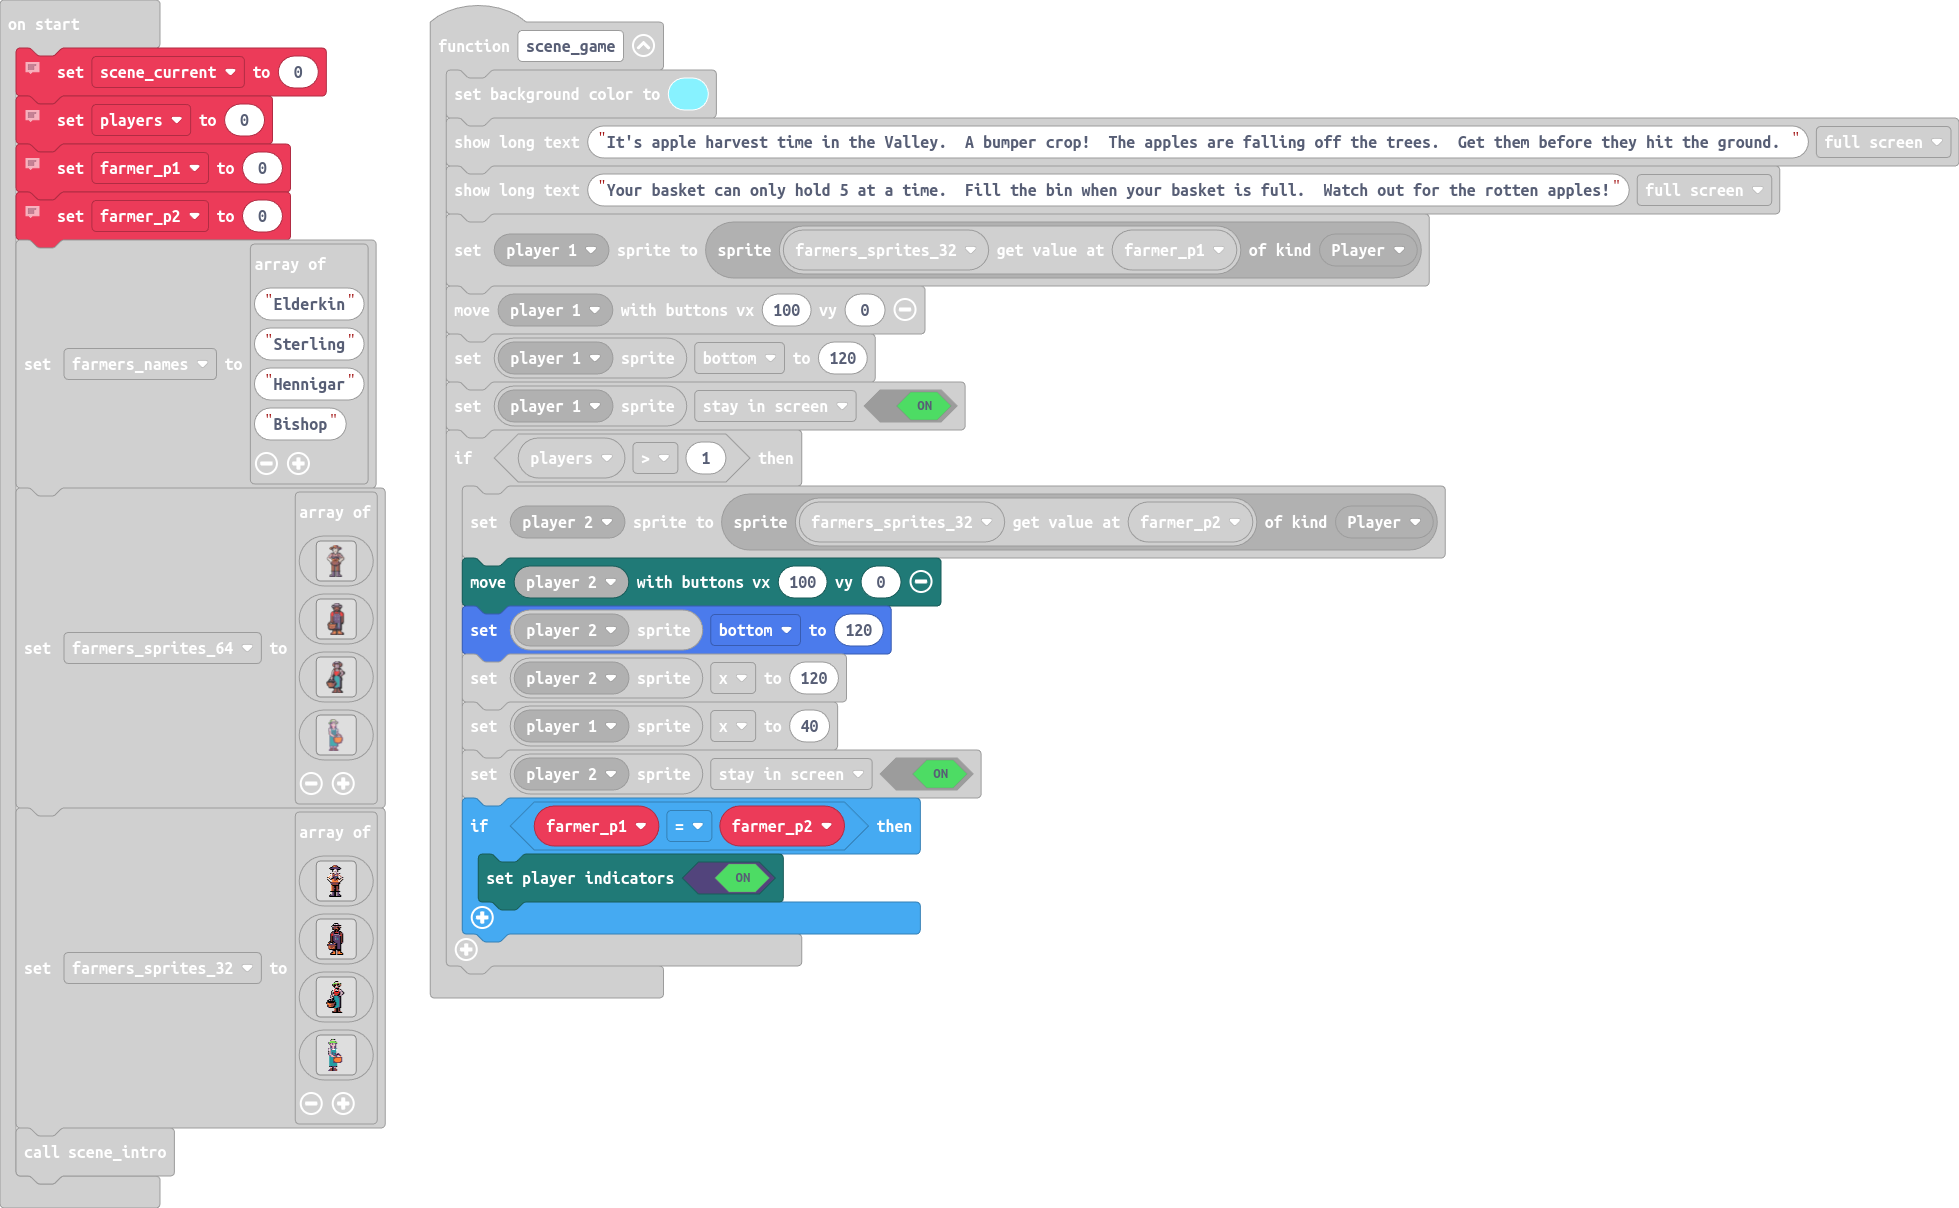 on start
set scene_current to 0
set players to 0
set farmer_p1 to 0
set farmer_p2 to 0
set farmers_names to
array of
"Elderkin"
"Sterling"
"Hennigar"
"Bishop"
set farmers_sprites_64 to
array of
set farmers_sprites_32 to
array of
call scene_intro
function scene_game
set background color to
show long text "It's apple harvest time in the Valley.  A bumper crop!  The apples are falling off the trees.  Get them before they hit the ground. " full screen
show long text "Your basket can only hold 5 at a time.  Fill the bin when your basket is full.  Watch out for the rotten apples!" full screen
set player 1 sprite to sprite farmers_sprites_32 get value at farmer_p1 of kind Player
move player 1 with buttons vx 100 vy 0
set player 1 sprite bottom to 120
set player 1 sprite stay in screen ON
if players > 1 then
set player 2 sprite to sprite farmers_sprites_32 get value at farmer_p2 of kind Player
move player 2 with buttons vx 100 vy 0
set player 2 sprite bottom to 120
set player 2 sprite x to 120
set player 1 sprite x to 40
set player 2 sprite stay in screen ON
if farmer_p1 = farmer_p2 then
set player indicators ON